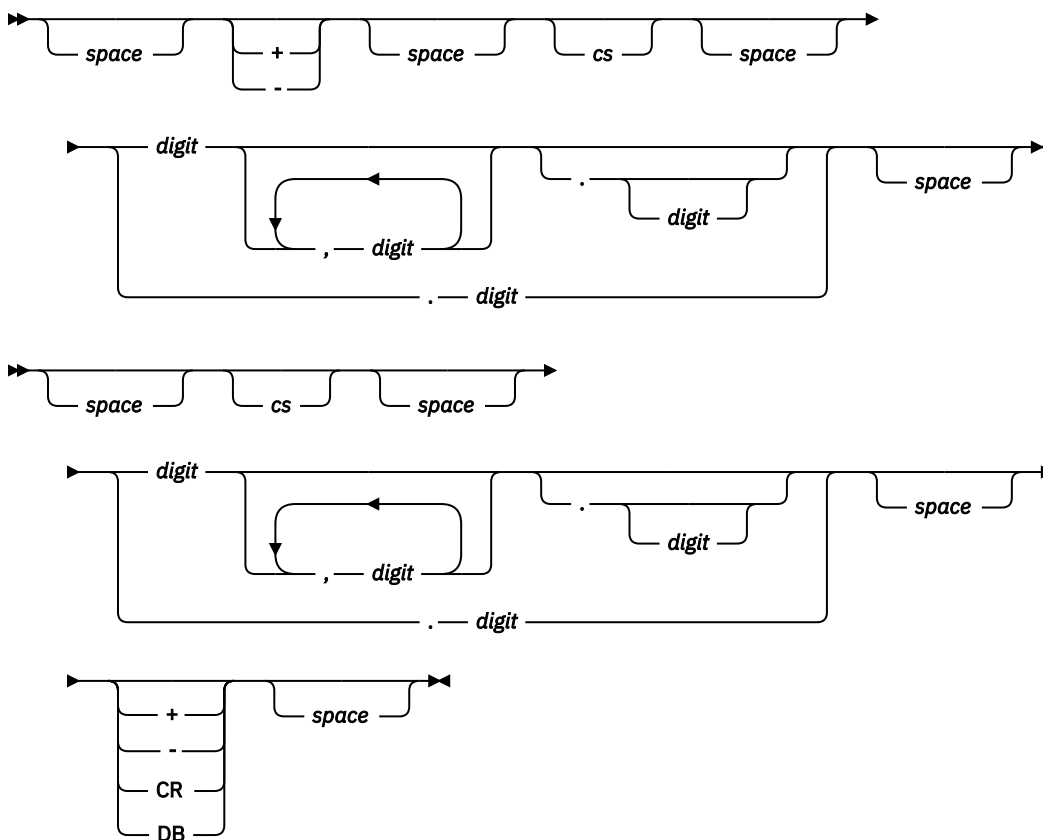 space + space cs space
-
digit . space
digit
, digit
. digit
space cs space
digit . space
digit
, digit
. digit
+ space
-
CR
DB